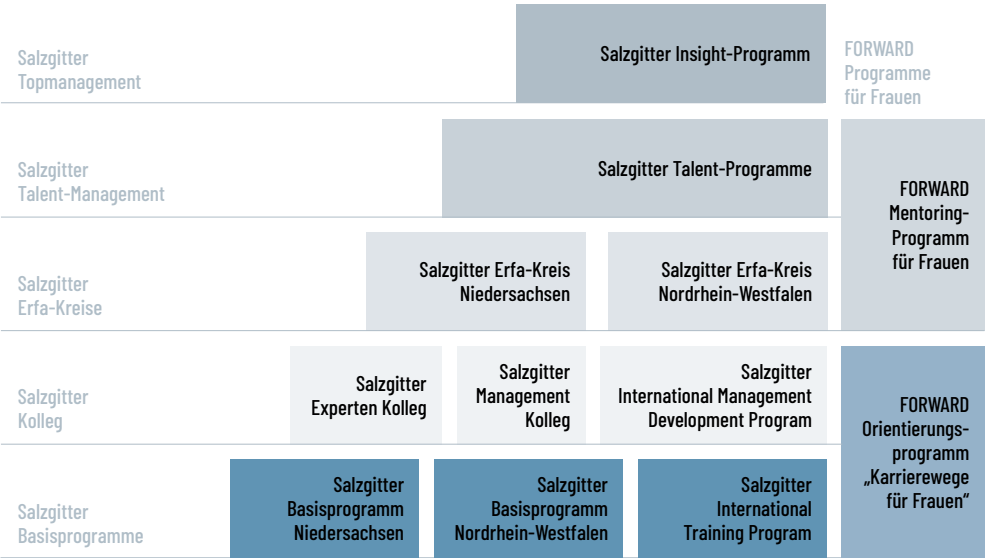 Salzgitter
Topmanagement
Salzgitter Insight-Programm
FORWARD
Programme
für Frauen
Salzgitter
Talent-Management
Salzgitter Talent-Programme
FORWARD
Mentoring-
Programm
für Frauen
Salzgitter
Erfa-Kreise
Salzgitter Erfa-Kreis
Niedersachsen
Salzgitter Erfa-Kreis
Nordrhein-Westfalen
Salzgitter
Kolleg
Salzgitter
Experten Kolleg
Salzgitter
Management
Kolleg
Salzgitter
International Management
Development Program
FORWARD
Orientierungs-
programm
„Karrierewege
für Frauen“
Salzgitter
Basisprogramme
Salzgitter
Basisprogramm
Niedersachsen
Salzgitter
Basisprogramm
Nordrhein-Westfalen
Salzgitter
International
Training Program